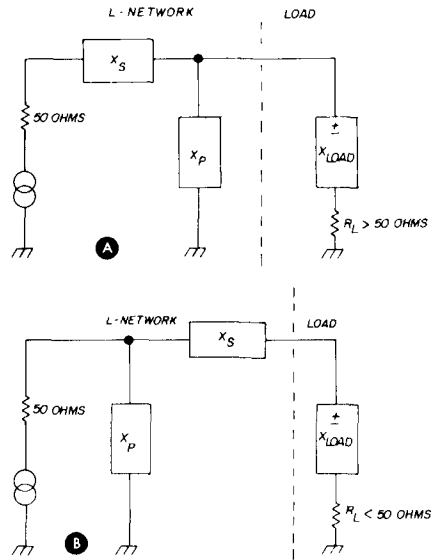 L-NETWORK LOAD
X_S
50 OHMS
X_P
±
X_LOAD
R_L > 50 OHMS
A
L-NETWORK LOAD
X_S
50 OHMS
X_P
±
X_LOAD
R_L < 50 OHMS
B